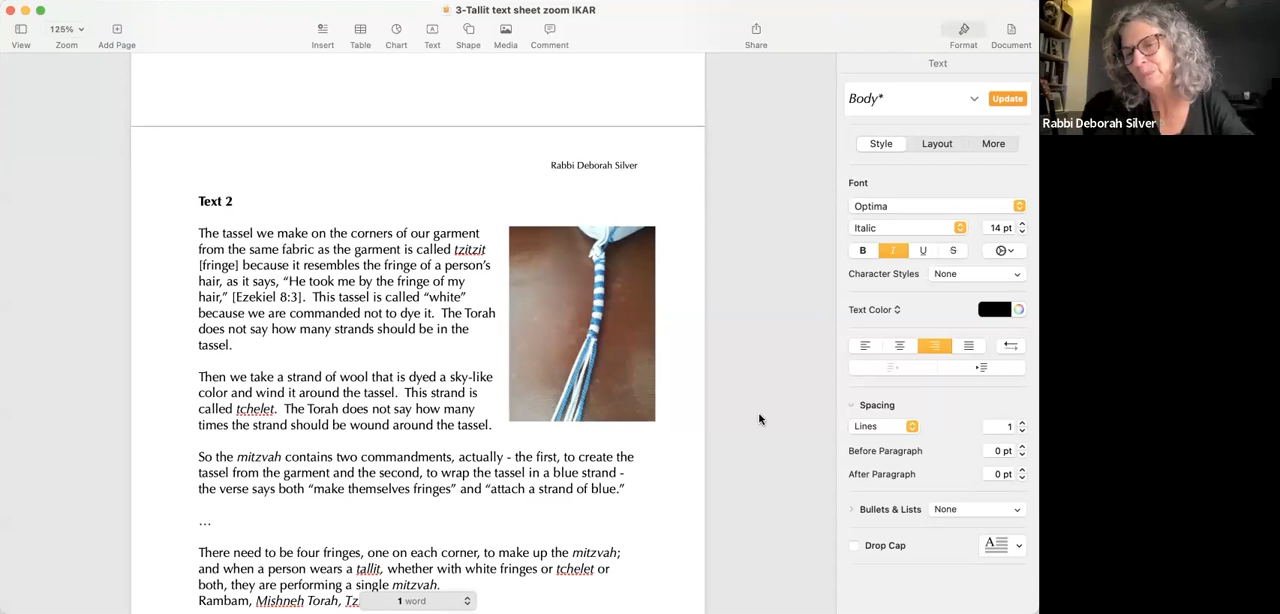 3-Tallit text sheet zoom IKAR
125%
View
Zoom
Add Page
Insert
Table
Chart
Text
Shape
Media
Comment
Share
Format
Document
Text
Body*
Update
Style
Layout
More
Font
Optima
Italic
14 pt
B
I
U
S
Character Styles
None
Text Color
Spacing
Lines
1
Before Paragraph
0 pt
After Paragraph
0 pt
Bullets & Lists
None
Drop Cap
A
Rabbi Deborah Silver
Rabbi Deborah Silver
Text 2
The tassel we make on the corners of our garment
from the same fabric as the garment is called tzitzit
[fringe] because it resembles the fringe of a person's
hair, as it says, “He took me by the fringe of my
hair,” [Ezekiel 8:3]. This tassel is called “white”
because we are commanded not to dye it. The Torah
does not say how many strands should be in the
tassel.
Then we take a strand of wool that is dyed a sky-like
color and wind it around the tassel. This strand is
called tchelet. The Torah does not say how many
times the strand should be wound around the tassel.
So the mitzvah contains two commandments, actually - the first, to create the
tassel from the garment and the second, to wrap the tassel in a blue strand -
the verse says both “make themselves fringes” and “attach a strand of blue.”
…
There need to be four fringes, one on each corner, to make up the mitzvah;
and when a person wears a tallit, whether with white fringes or tchelet or
both, they are performing a single mitzvah.
Rambam, Mishneh Torah, Tz
1 word